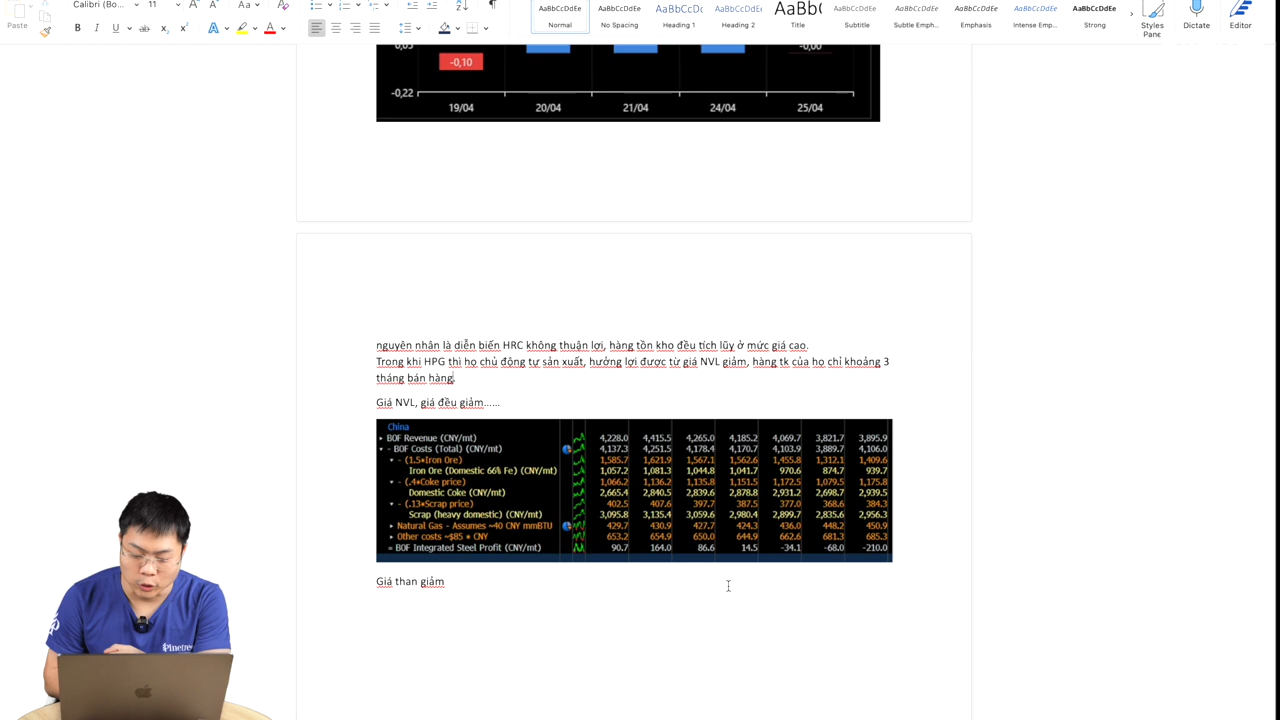 Calibri (Bo... 11 Aa
B I U ab x₂ x² A A
Paste
AaBbCcDdEe AaBbCcDdEe AaBbCcDc AaBbCcDdEe AaBb( AaBbCcDdEe AaBbCcDdEe AaBbCcDdEe AaBbCcDdEe AaBbCcDdEe
Normal No Spacing Heading 1 Heading 2 Title Subtitle Subtle Emph... Emphasis Intense Emp... Strong
Styles Pane
Dictate
Editor
-0,10 -0,00
-0,22
19/04 20/04 21/04 24/04 25/04
nguyên nhân là diễn biến HRC không thuận lợi, hàng tồn kho đều tích lũy ở mức giá cao.
Trong khi HPG thì họ chủ động tự sản xuất, hưởng lợi được từ giá NVL giảm, hàng tk của họ chỉ khoảng 3
tháng bán hàng.
Giá NVL, giá đều giảm......
China
BOF Revenue (CNY/mt) 4,228.0 4,415.5 4,265.0 4,185.2 4,069.7 3,821.7 3,895.9
- BOF Costs (Total) (CNY/mt) 4,137.3 4,251.5 4,178.4 4,170.7 4,103.9 3,889.7 4,106.0
- (1.5*Iron Ore) 1,585.7 1,621.9 1,567.1 1,562.6 1,455.8 1,312.1 1,409.6
Iron Ore (Domestic 66% Fe) (CNY/mt) 1,057.2 1,081.3 1,044.8 1,041.7 970.6 874.7 939.7
- (.4*Coke price) 1,066.2 1,136.2 1,135.8 1,151.5 1,172.5 1,079.5 1,175.8
Domestic Coke (CNY/mt) 2,665.4 2,840.5 2,839.6 2,878.8 2,931.2 2,698.7 2,939.5
- (.13*Scrap price) 402.5 407.6 397.7 387.5 377.0 368.6 384.3
Scrap (heavy domestic) (CNY/mt) 3,095.8 3,135.4 3,059.6 2,980.4 2,899.7 2,835.6 2,956.3
Natural Gas - Assumes ~40 CNY mmBTU 429.7 430.9 427.7 424.3 436.0 448.2 450.9
Other costs ~$85 * CNY 653.2 654.9 650.0 644.9 662.6 681.3 685.3
= BOF Integrated Steel Profit (CNY/mt) 90.7 164.0 86.6 14.5 -34.1 -68.0 -210.0
Giá than giảm
Pinetree